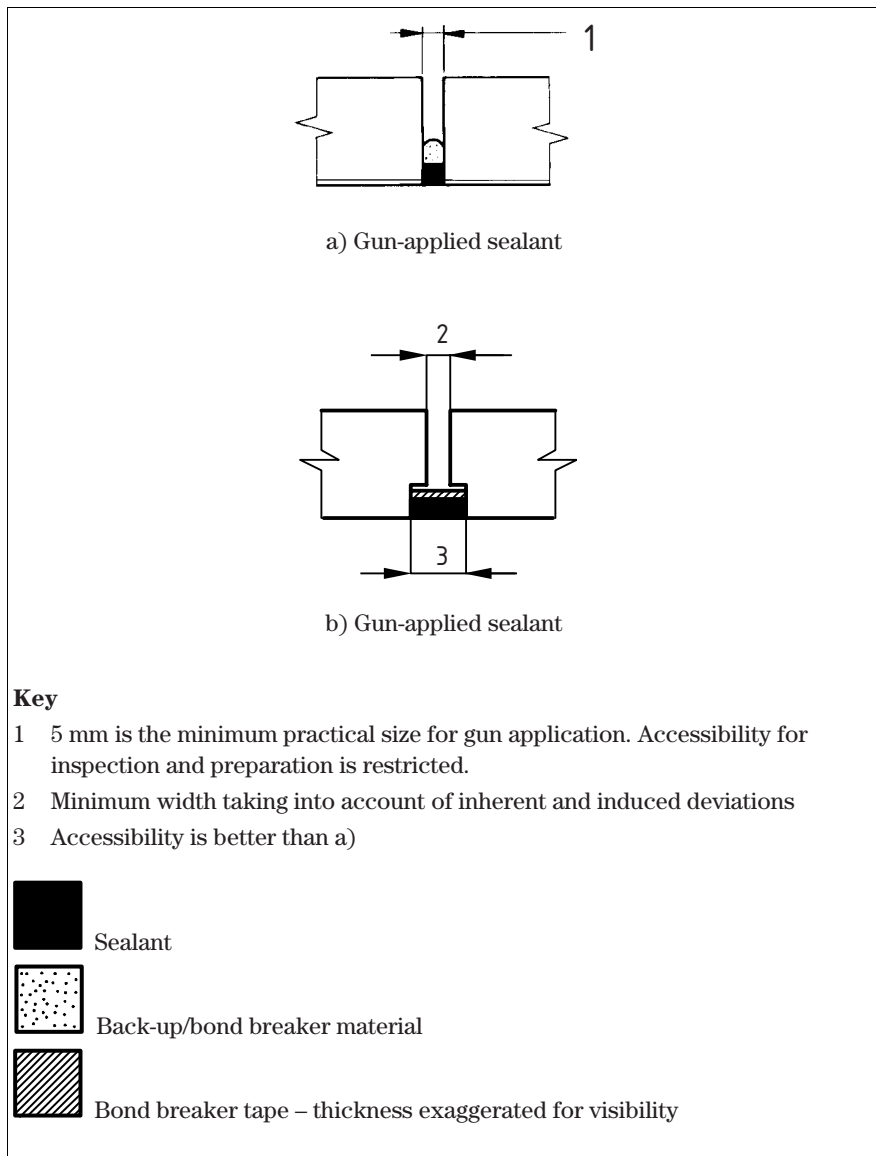 1
a) Gun-applied sealant
2
3
b) Gun-applied sealant
Key
1 5 mm is the minimum practical size for gun application. Accessibility for
inspection and preparation is restricted.
2 Minimum width taking into account of inherent and induced deviations
3 Accessibility is better than a)
Sealant
Back-up/bond breaker material
Bond breaker tape – thickness exaggerated for visibility